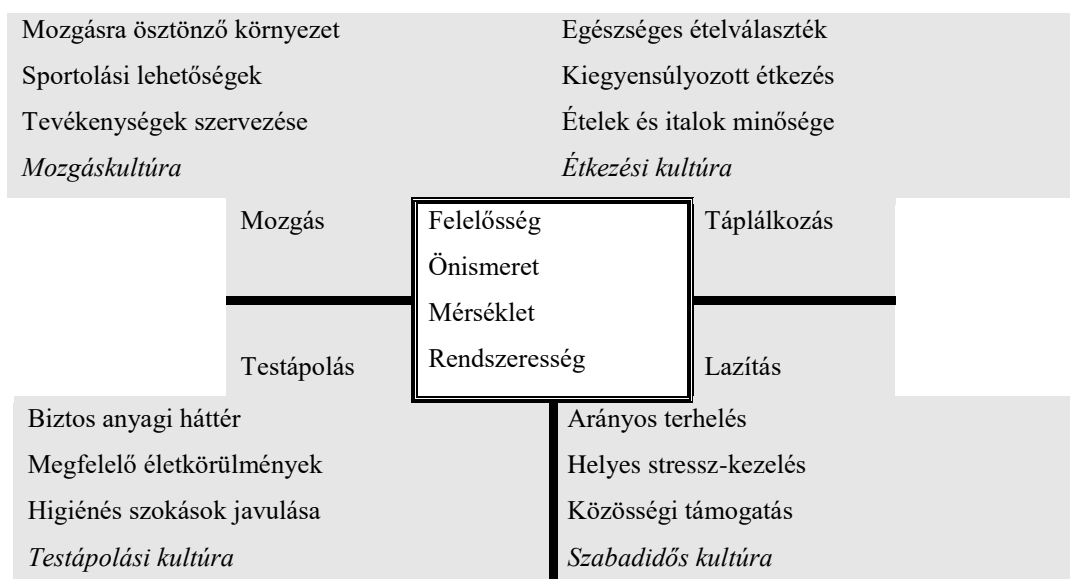 Mozgásra ösztönző környezet
Sportolási lehetőségek
Tevékenységek szervezése
Mozgáskultúra
Egészséges ételválaszték
Kiegyensúlyozott étkezés
Ételek és italok minősége
Étkezési kultúra
Mozgás
Felelősség
Önismeret
Mérséklet
Rendszeresség
Táplálkozás
Testápolás
Lazítás
Biztos anyagi háttér
Megfelelő életkörülmények
Higiénés szokások javulása
Testápolási kultúra
Arányos terhelés
Helyes stressz-kezelés
Közösségi támogatás
Szabadidős kultúra